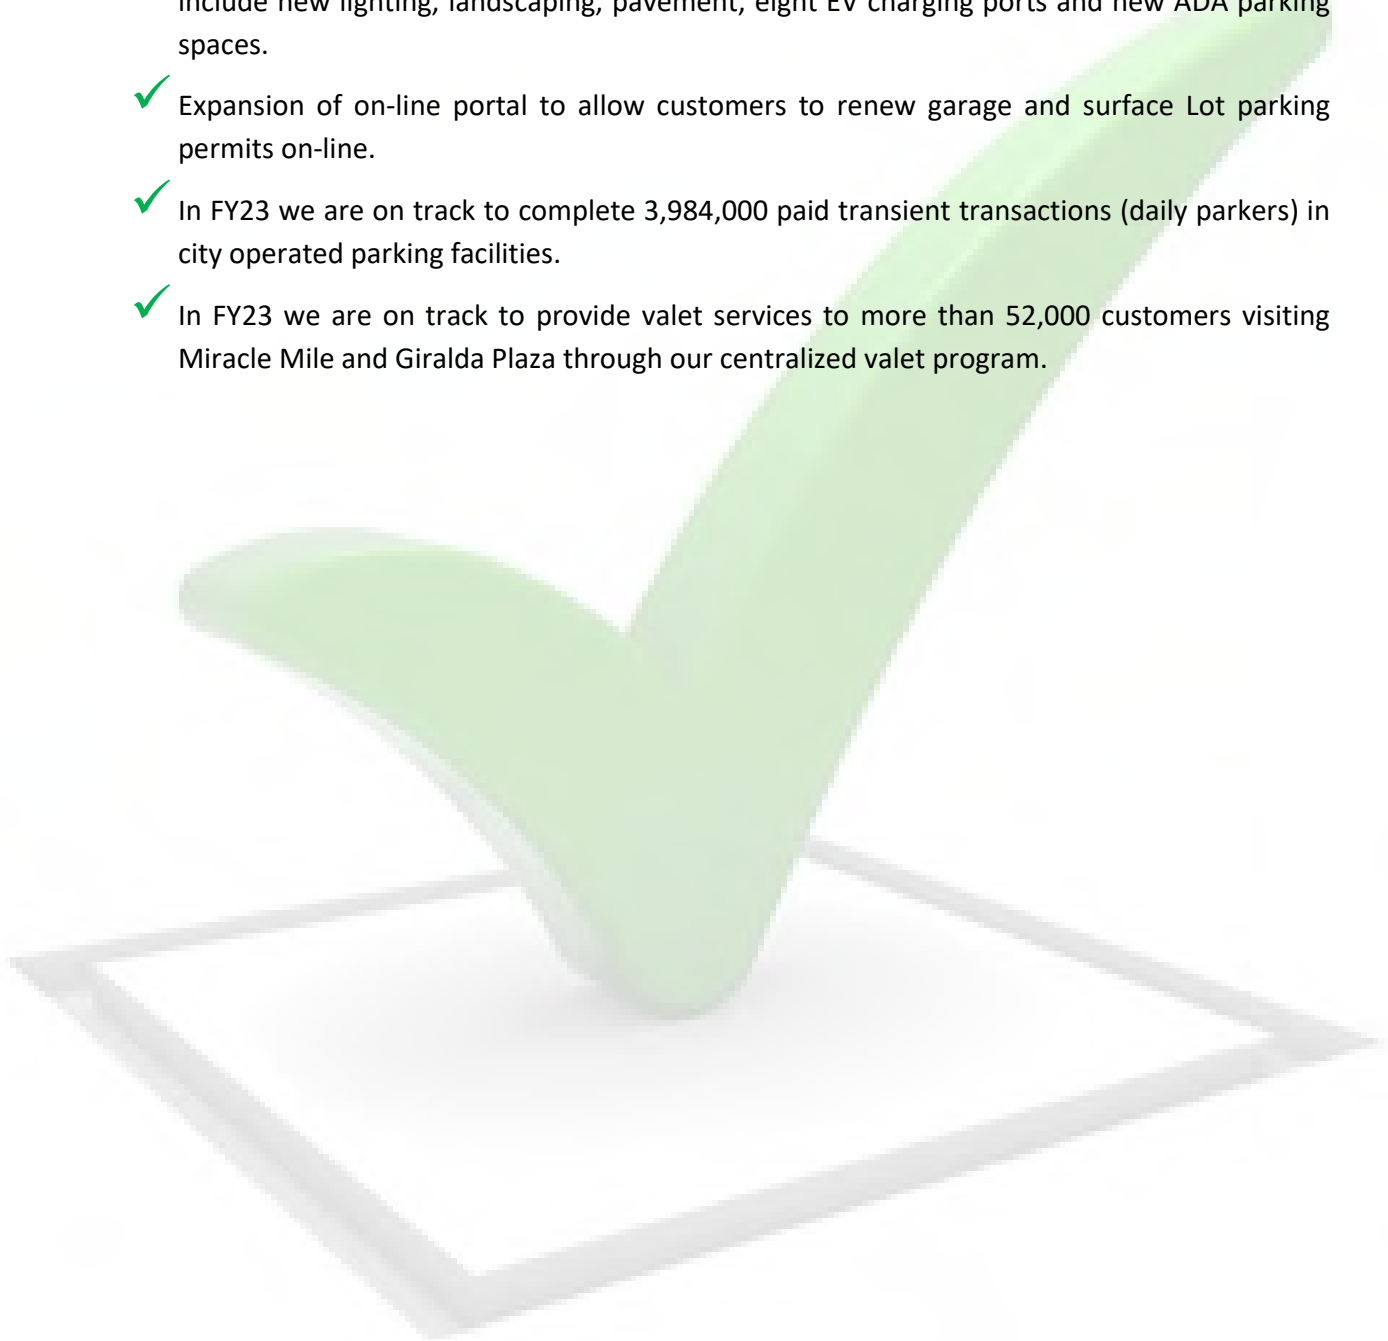 include new lighting, landscaping, pavement, eight EV charging ports and new ADA parking
spaces.
Expansion of on-line portal to allow customers to renew garage and surface Lot parking
permits on-line.
In FY23 we are on track to complete 3,984,000 paid transient transactions (daily parkers) in
city operated parking facilities.
In FY23 we are on track to provide valet services to more than 52,000 customers visiting
Miracle Mile and Giralda Plaza through our centralized valet program.